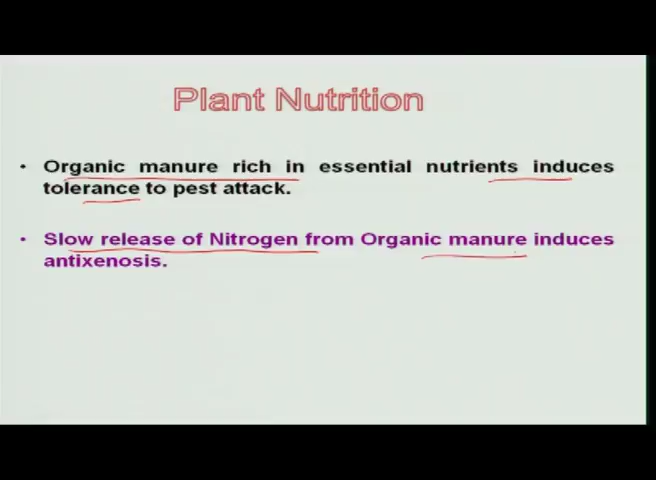 Plant Nutrition
• Organic manure rich in essential nutrients induces
tolerance to pest attack.
• Slow release of Nitrogen from Organic manure induces
antixenosis.